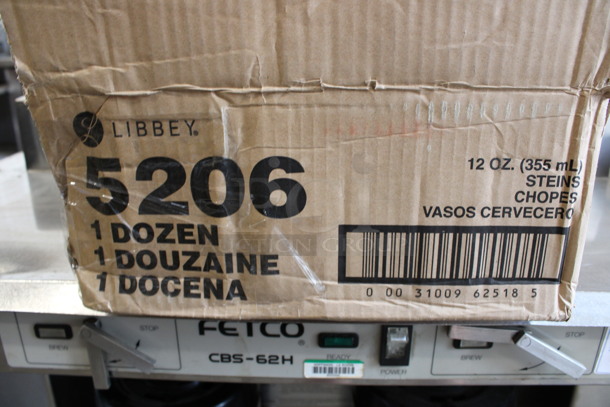 LIBBEY®
5206
1 DOZEN
1 DOUZAINE
1 DOCENA
12 OZ. (355 mL)
STEINS
CHOPES
VASOS CERVECERO
0 00 31009 62518 5
FETCO
CBS-62H
BREW
STOP
READY
POWER
BREW
STOP